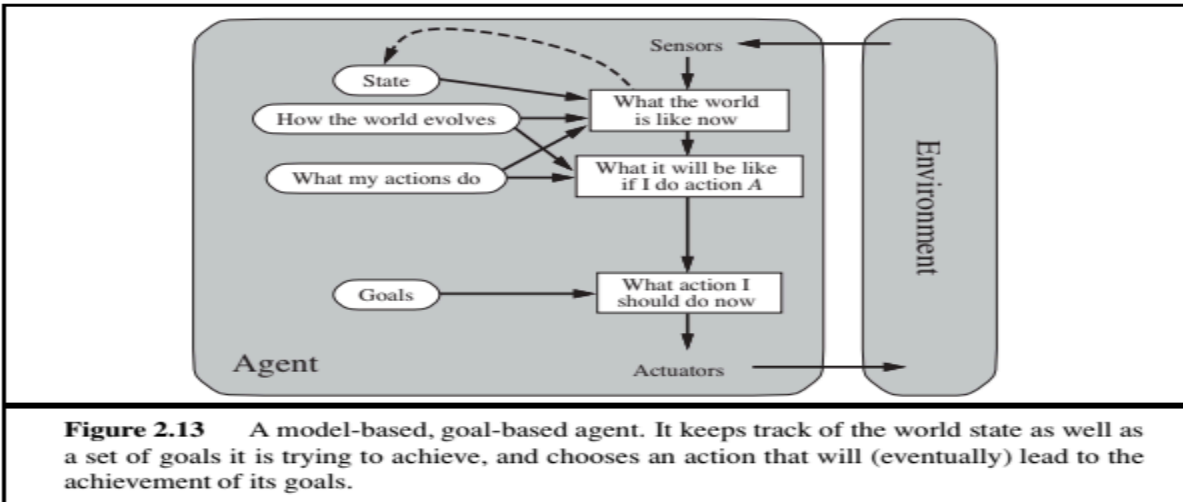 Sensors
State
What the world
is like now
How the world evolves
What my actions do
What it will be like
if I do action A
Environment
Goals
What action I
should do now
Agent
Actuators
Figure 2.13 A model-based, goal-based agent. It keeps track of the world state as well as
a set of goals it is trying to achieve, and chooses an action that will (eventually) lead to the
achievement of its goals.